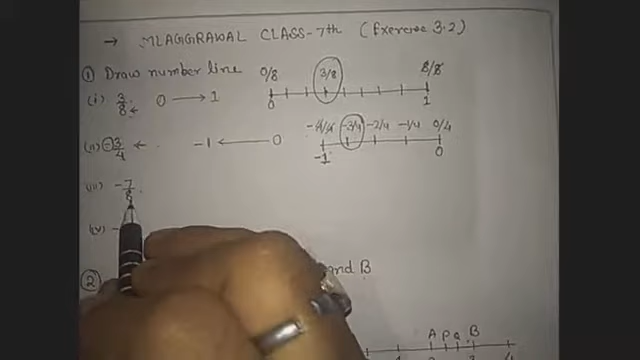 → MLAGGRAWAL CLASS-7th (Exercise 3.2)
① Draw number line
(i) 3/8 0 → 1
0/8 3/8 8/8
0 1
(ii) -3/4 ← -1 ← 0
-4/4 -3/4 -2/4 -1/4 0/4
-1 0
(iii) -7/8
(iv) -
② and B
A P Q B